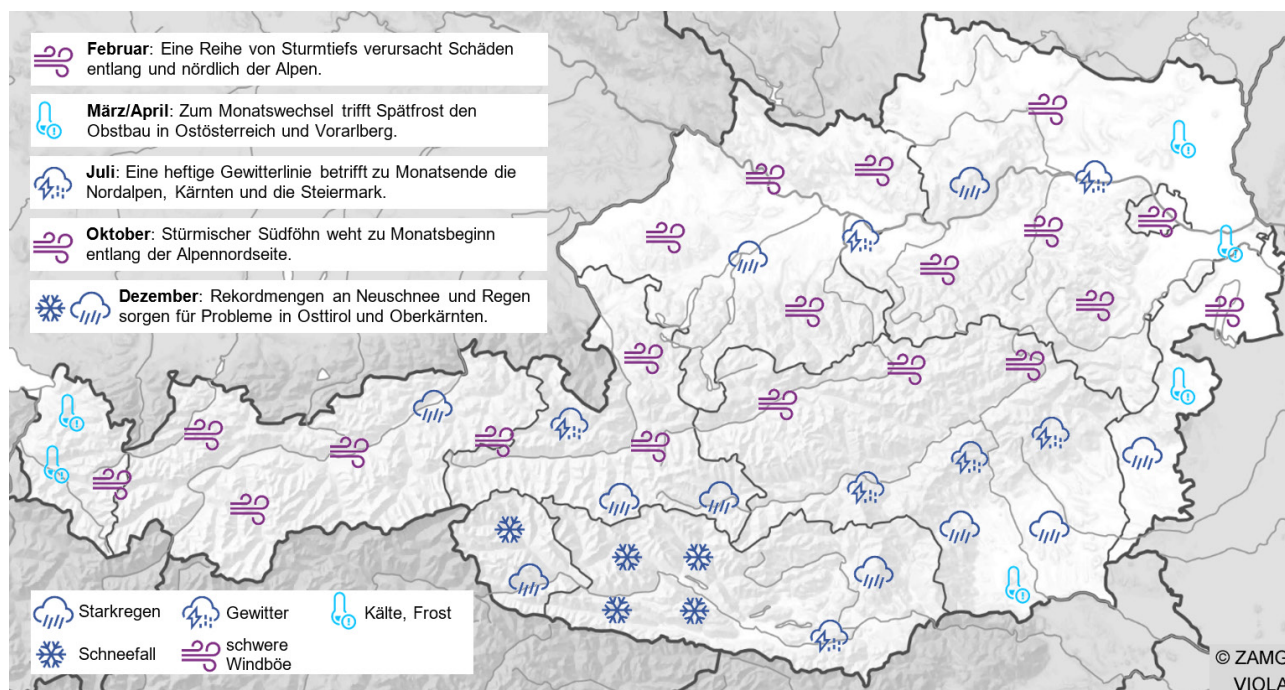 Februar: Eine Reihe von Sturmtiefs verursacht Schäden
entlang und nördlich der Alpen.
März/April: Zum Monatswechsel trifft Spätfrost den
Obstbau in Ostösterreich und Vorarlberg.
Juli: Eine heftige Gewitterlinie betrifft zu Monatsende die
Nordalpen, Kärnten und die Steiermark.
Oktober: Stürmischer Südföhn weht zu Monatsbeginn
entlang der Alpennordseite.
Dezember: Rekordmengen an Neuschnee und Regen
sorgen für Probleme in Osttirol und Oberkärnten.
Starkregen
Gewitter
Kälte, Frost
Schneefall
schwere
Windböe
© ZAMG
VIOLA